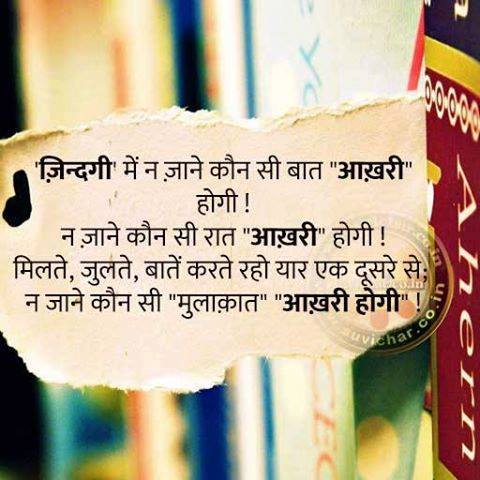 'ज़िन्दगी' में न ज़ाने कौन सी बात "आख़री"
होगी !
न ज़ाने कौन सी रात "आख़री" होगी !
मिलते, जुलते, बातें करते रहो यार एक दूसरे से;
न जाने कौन सी "मुलाक़ात" "आख़री होगी" !
suvichar.co.in
Ahern